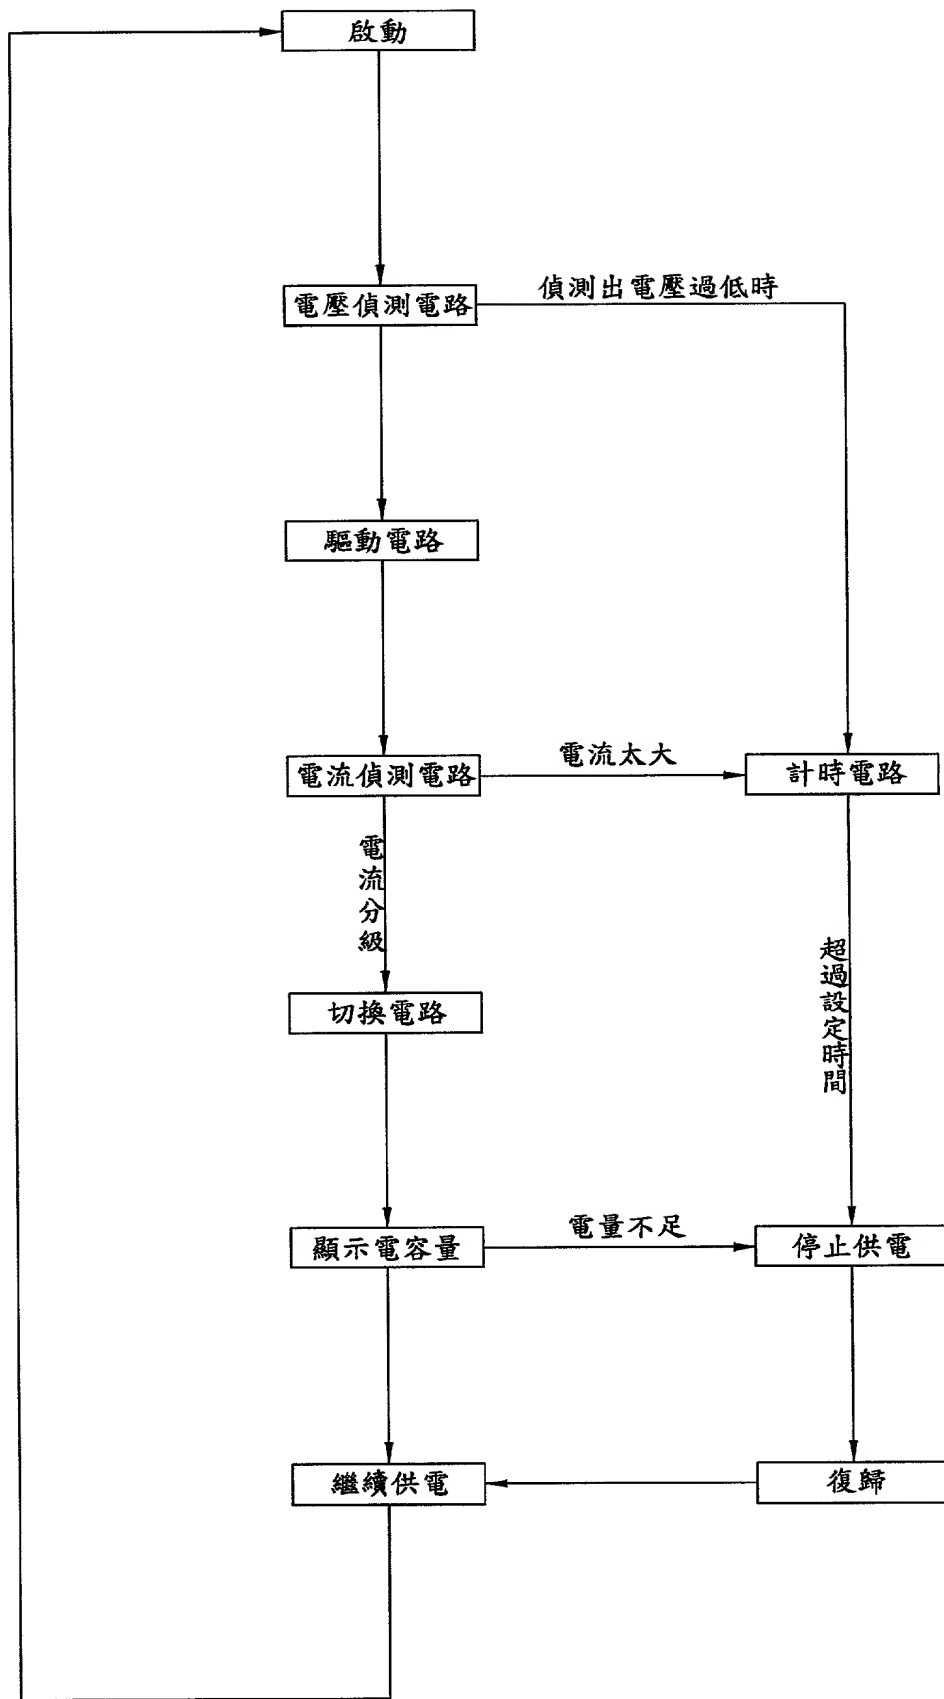 啟動
電壓偵測電路
偵測出電壓過低時
驅動電路
電流偵測電路
電流太大
計時電路
電流分級
超過設定時間
切換電路
顯示電容量
電量不足
停止供電
繼續供電
復歸